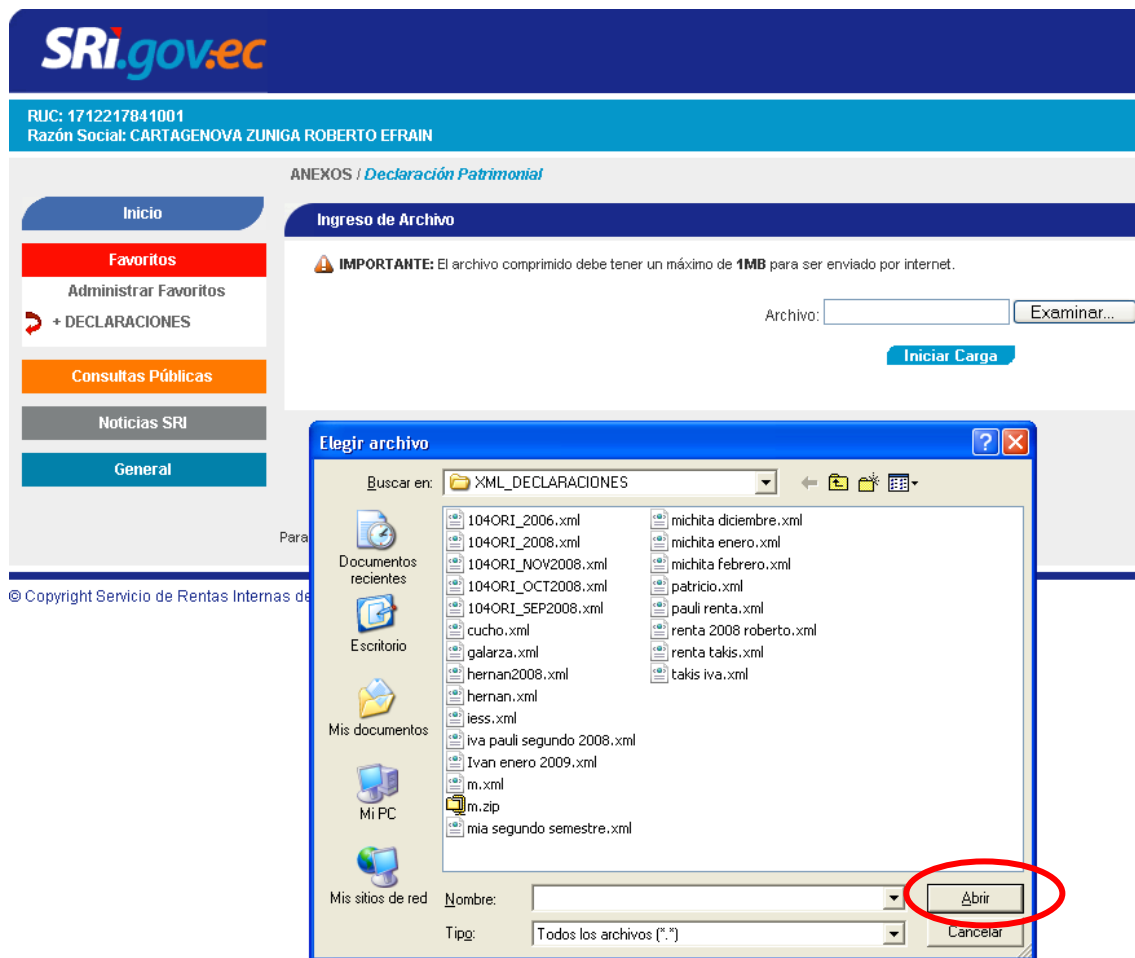 SRi.gov.ec
RUC: 1712217841001
Razón Social: CARTAGENOVA ZUNIGA ROBERTO EFRAIN
ANEXOS / Declaración Patrimonial
Inicio
Favoritos
Administrar Favoritos
+ DECLARACIONES
Consultas Públicas
Noticias SRI
General
Ingreso de Archivo
IMPORTANTE: El archivo comprimido debe tener un máximo de 1MB para ser enviado por internet.
Archivo:
Examinar...
Iniciar Carga
Para
© Copyright Servicio de Rentas Internas de
Elegir archivo
Buscar en: XML_DECLARACIONES
Documentos
recientes
Escritorio
Mis documentos
Mi PC
Mis sitios de red
104ORI_2006.xml
104ORI_2008.xml
104ORI_NOV2008.xml
104ORI_OCT2008.xml
104ORI_SEP2008.xml
cucho.xml
galarza.xml
hernan2008.xml
hernan.xml
iess.xml
iva pauli segundo 2008.xml
Ivan enero 2009.xml
m.xml
m.zip
mia segundo semestre.xml
michita diciembre.xml
michita enero.xml
michita febrero.xml
patricio.xml
pauli renta.xml
renta 2008 roberto.xml
renta takis.xml
takis iva.xml
Nombre:
Abrir
Tipo: Todos los archivos (*.*)
Cancelar